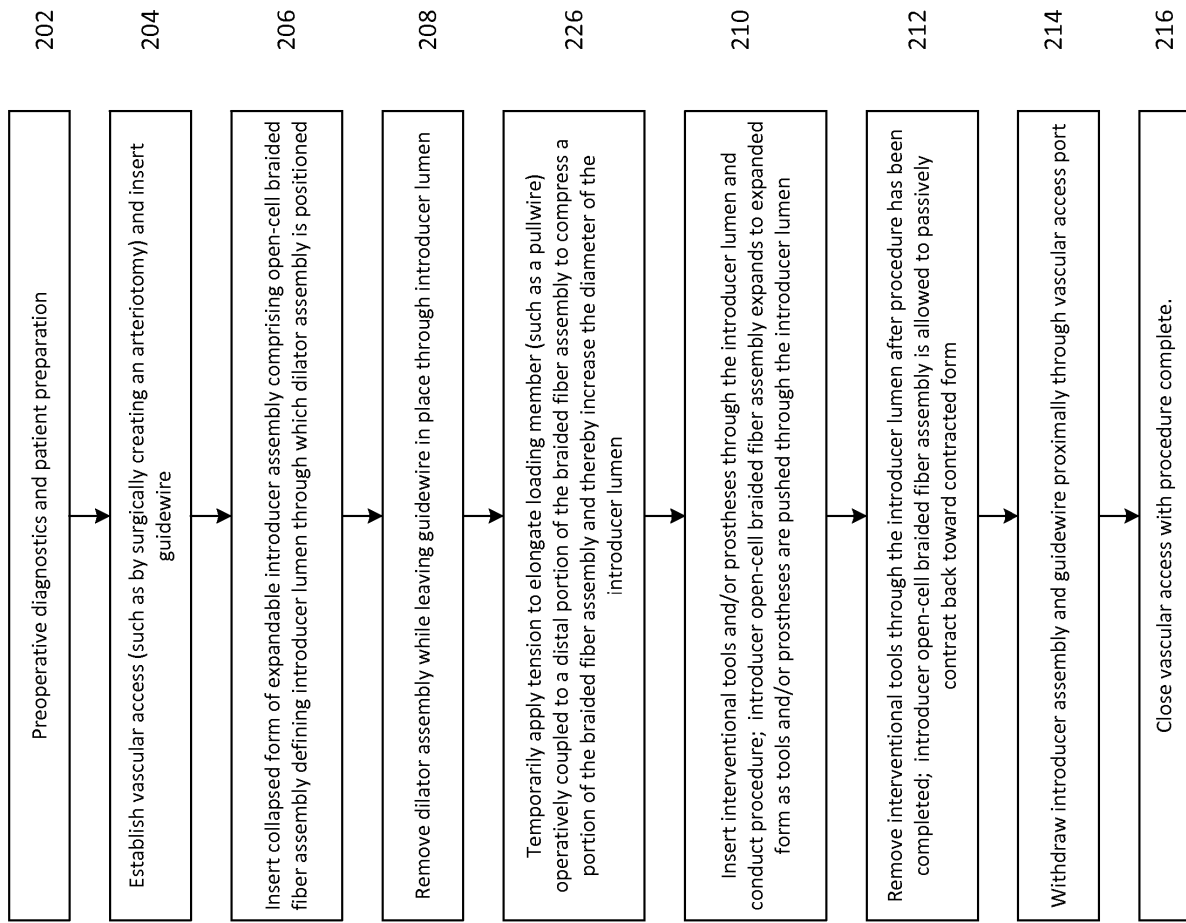 Preoperative diagnostics and patient preparation
202
Establish vascular access (such as by surgically creating an arteriotomy) and insert
guidewire
204
Insert collapsed form of expandable introducer assembly comprising open-cell braided
fiber assembly defining introducer lumen through which dilator assembly is positioned
206
Remove dilator assembly while leaving guidewire in place through introducer lumen
208
Temporarily apply tension to elongate loading member (such as a pullwire)
operatively coupled to a distal portion of the braided fiber assembly to compress a
portion of the braided fiber assembly and thereby increase the diameter of the
introducer lumen
226
Insert interventional tools and/or prostheses through the introducer lumen and
conduct procedure; introducer open-cell braided fiber assembly expands to expanded
form as tools and/or prostheses are pushed through the introducer lumen
210
Remove interventional tools through the introducer lumen after procedure has been
completed; introducer open-cell braided fiber assembly is allowed to passively
contract back toward contracted form
212
Withdraw introducer assembly and guidewire proximally through vascular access port
214
Close vascular access with procedure complete.
216